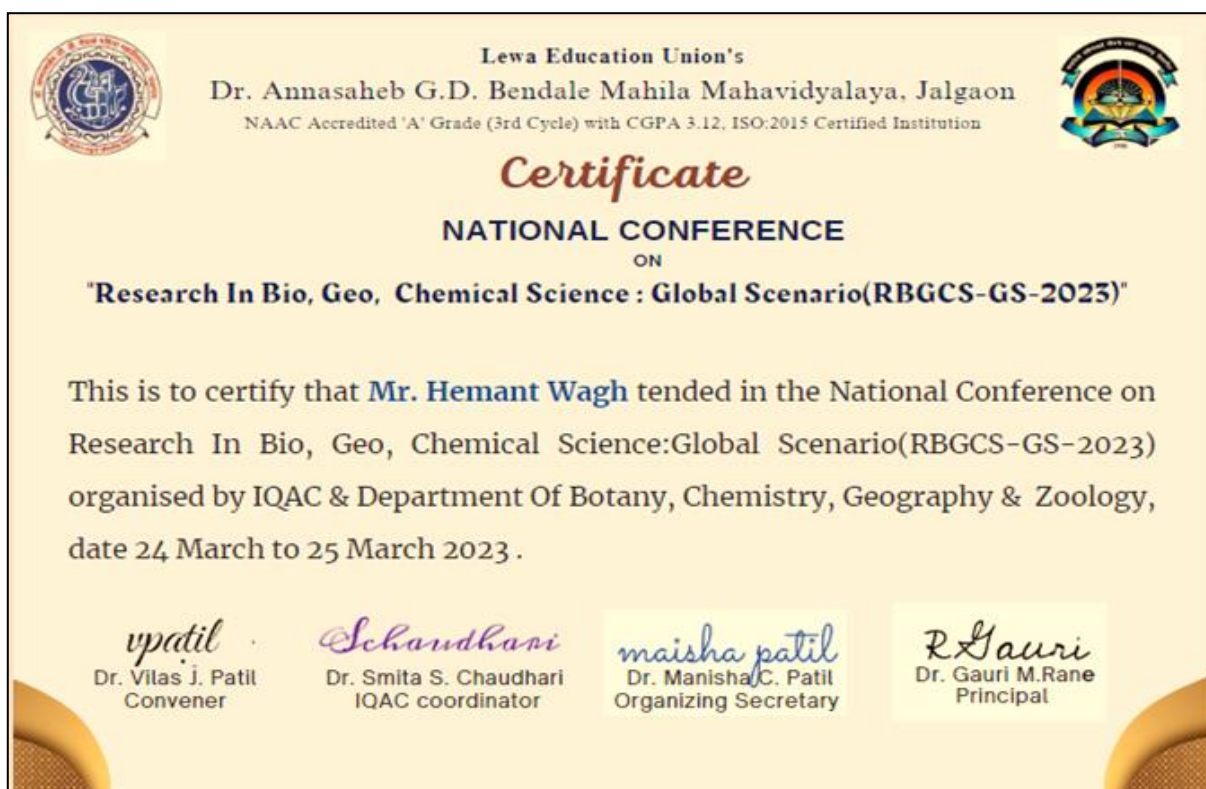 Lewa Education Union's
Dr. Annasaheb G.D. Bendale Mahila Mahavidyalaya, Jalgaon
NAAC Accredited 'A' Grade (3rd Cycle) with CGPA 3.12, ISO:2015 Certified Institution
Certificate
NATIONAL CONFERENCE
ON
"Research In Bio, Geo, Chemical Science : Global Scenario(RBGCS-GS-2023)"
This is to certify that Mr. Hemant Wagh tended in the National Conference on
Research In Bio, Geo, Chemical Science:Global Scenario(RBGCS-GS-2023)
organised by IQAC & Department Of Botany, Chemistry, Geography & Zoology,
date 24 March to 25 March 2023 .
vpatil Schaudhari maisha patil R Gauri
Dr. Vilas J. Patil Dr. Smita S. Chaudhari Dr. Manisha C. Patil Dr. Gauri M.Rane
Convener IQAC coordinator Organizing Secretary Principal